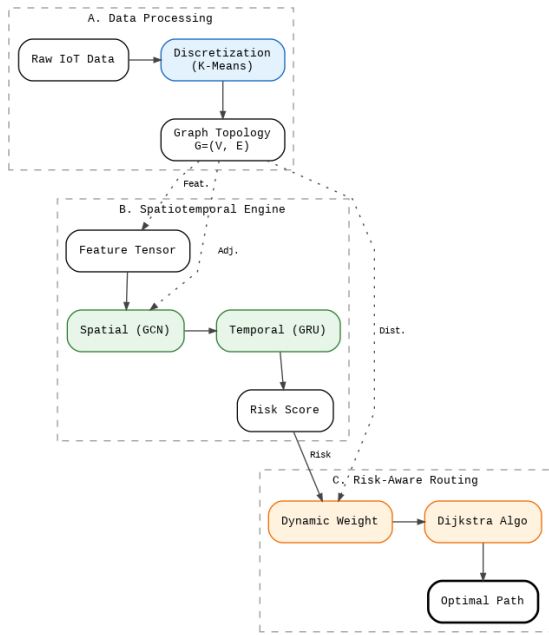 A. Data Processing
Raw IoT Data
Discretization
(K-Means)
Graph Topology
G=(V, E)
Feat.
B. Spatiotemporal Engine
Feature Tensor
Adj.
Spatial (GCN)
Temporal (GRU)
Dist.
Risk Score
Risk
C. Risk-Aware Routing
Dynamic Weight
Dijkstra Algo
Optimal Path